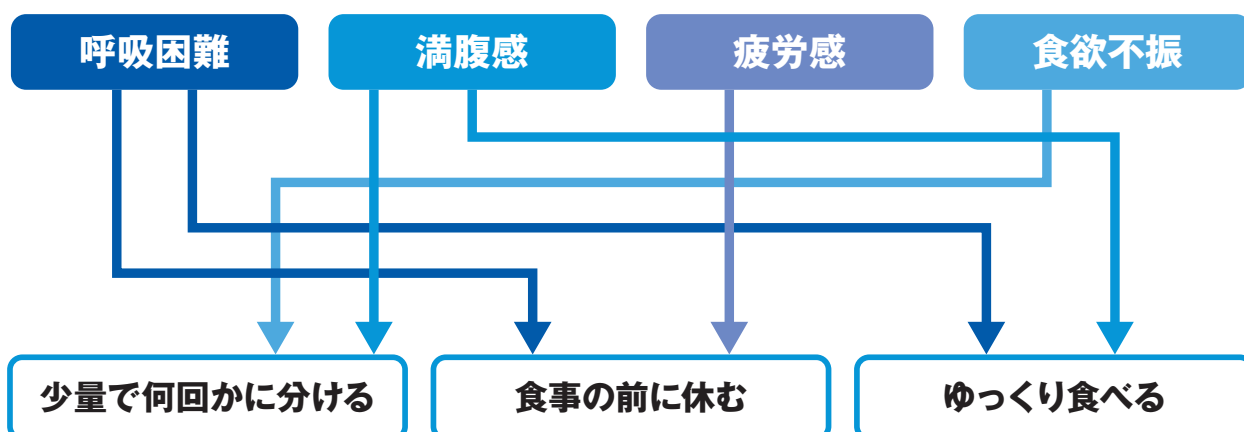 呼吸困難
満腹感
疲労感
食欲不振
少量で何回かに分ける
食事の前に休む
ゆっくり食べる